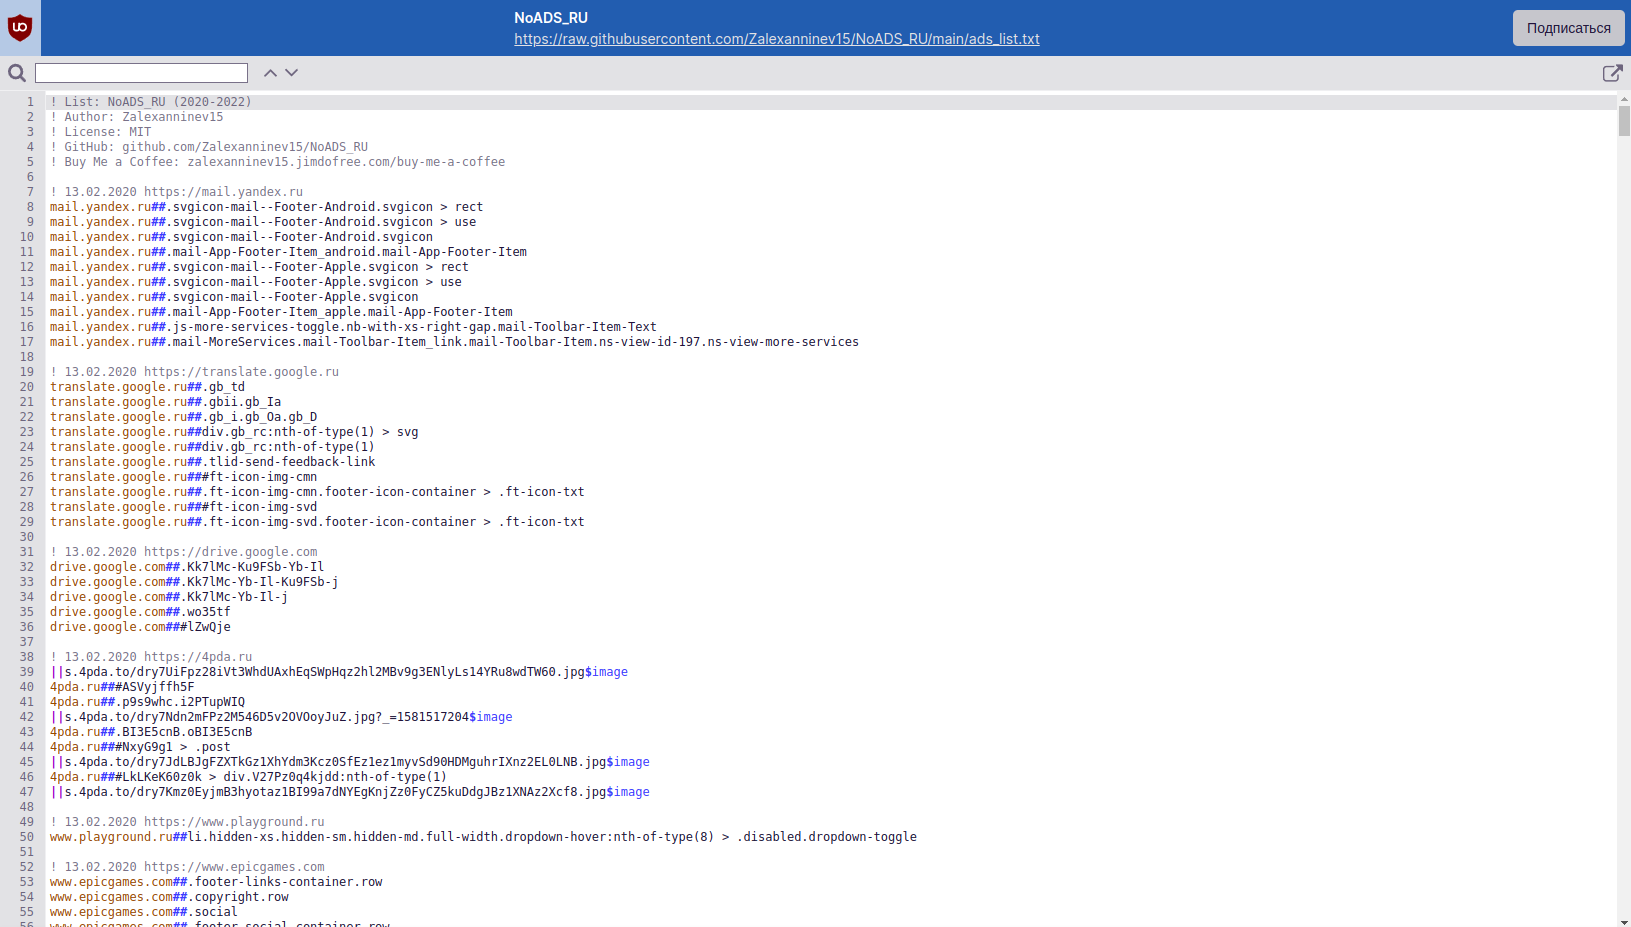 NoADS_RU
https://raw.githubusercontent.com/Zalexanninev15/NoADS_RU/main/ads_list.txt
Подписаться
1 ! List: NoADS_RU (2020-2022)
2 ! Author: Zalexanninev15
3 ! License: MIT
4 ! GitHub: github.com/Zalexanninev15/NoADS_RU
5 ! Buy Me a Coffee: zalexanninev15.jimdofree.com/buy-me-a-coffee
6
7 ! 13.02.2020 https://mail.yandex.ru
8 mail.yandex.ru##.svgicon-mail--Footer-Android.svgicon > rect
9 mail.yandex.ru##.svgicon-mail--Footer-Android.svgicon > use
10 mail.yandex.ru##.svgicon-mail--Footer-Android.svgicon
11 mail.yandex.ru##.mail-App-Footer-Item_android.mail-App-Footer-Item
12 mail.yandex.ru##.svgicon-mail--Footer-Apple.svgicon > rect
13 mail.yandex.ru##.svgicon-mail--Footer-Apple.svgicon > use
14 mail.yandex.ru##.svgicon-mail--Footer-Apple.svgicon
15 mail.yandex.ru##.mail-App-Footer-Item_apple.mail-App-Footer-Item
16 mail.yandex.ru##.js-more-services-toggle.nb-with-xs-right-gap.mail-Toolbar-Item-Text
17 mail.yandex.ru##.mail-MoreServices.mail-Toolbar-Item_link.mail-Toolbar-Item.ns-view-id-197.ns-view-more-services
18
19 ! 13.02.2020 https://translate.google.ru
20 translate.google.ru##.gb_td
21 translate.google.ru##.gbii.gb_Ia
22 translate.google.ru##.gb_i.gb_Oa.gb_D
23 translate.google.ru##div.gb_rc:nth-of-type(1) > svg
24 translate.google.ru##div.gb_rc:nth-of-type(1)
25 translate.google.ru##.tlid-send-feedback-link
26 translate.google.ru###ft-icon-img-cmn
27 translate.google.ru##.ft-icon-img-cmn.footer-icon-container > .ft-icon-txt
28 translate.google.ru###ft-icon-img-svd
29 translate.google.ru##.ft-icon-img-svd.footer-icon-container > .ft-icon-txt
30
31 ! 13.02.2020 https://drive.google.com
32 drive.google.com##.Kk7lMc-Ku9FSb-Yb-Il
33 drive.google.com##.Kk7lMc-Yb-Il-Ku9FSb-j
34 drive.google.com##.Kk7lMc-Yb-Il-j
35 drive.google.com##.wo35tf
36 drive.google.com###lZwQje
37
38 ! 13.02.2020 https://4pda.ru
39 ||s.4pda.to/dry7UiFpz28iVt3WhdUAxhEqSWpHqz2hl2MBv9g3ENlyLs14YRu8wdTW60.jpg$image
40 4pda.ru###ASVyjffh5F
41 4pda.ru##.p9s9whc.i2PTupWIQ
42 ||s.4pda.to/dry7Ndn2mFPz2M546D5v2OVOoyJuZ.jpg?_=1581517204$image
43 4pda.ru##.BI3E5cnB.oBI3E5cnB
44 4pda.ru###NxyG9g1 > .post
45 ||s.4pda.to/dry7JdLBJgFZXTkGz1XhYdm3Kcz0SfEz1ez1myvSd90HDMguhrIXnz2EL0LNB.jpg$image
46 4pda.ru###LkLKeK60z0k > div.V27Pz0q4kjdd:nth-of-type(1)
47 ||s.4pda.to/dry7Kmz0EyjmB3hyotaz1BI99a7dNYEgKnjZz0FyCZ5kuDdgJBz1XNAz2Xcf8.jpg$image
48
49 ! 13.02.2020 https://www.playground.ru
50 www.playground.ru##li.hidden-xs.hidden-sm.hidden-md.full-width.dropdown-hover:nth-of-type(8) > .disabled.dropdown-toggle
51
52 ! 13.02.2020 https://www.epicgames.com
53 www.epicgames.com##.footer-links-container.row
54 www.epicgames.com##.copyright.row
55 www.epicgames.com##.social
56 www.epicgames.com##.footer-social-container.row